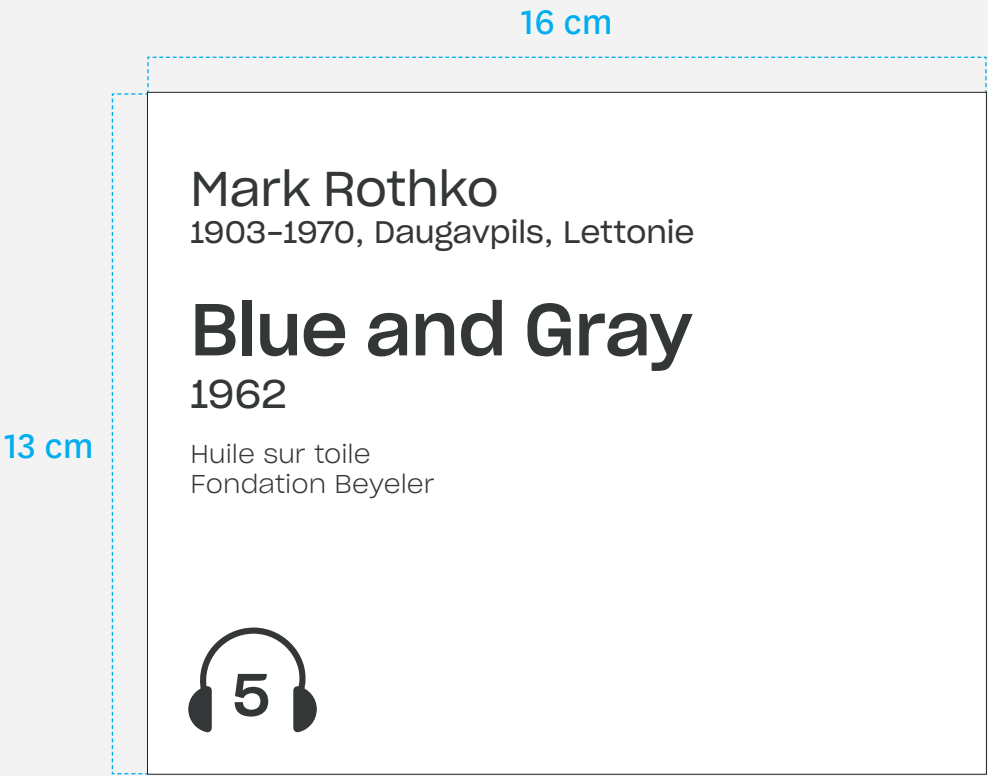 16 cm
Mark Rothko
1903–1970, Daugavpils, Lettonie
Blue and Gray
1962
13 cm
Huile sur toile
Fondation Beyeler
5